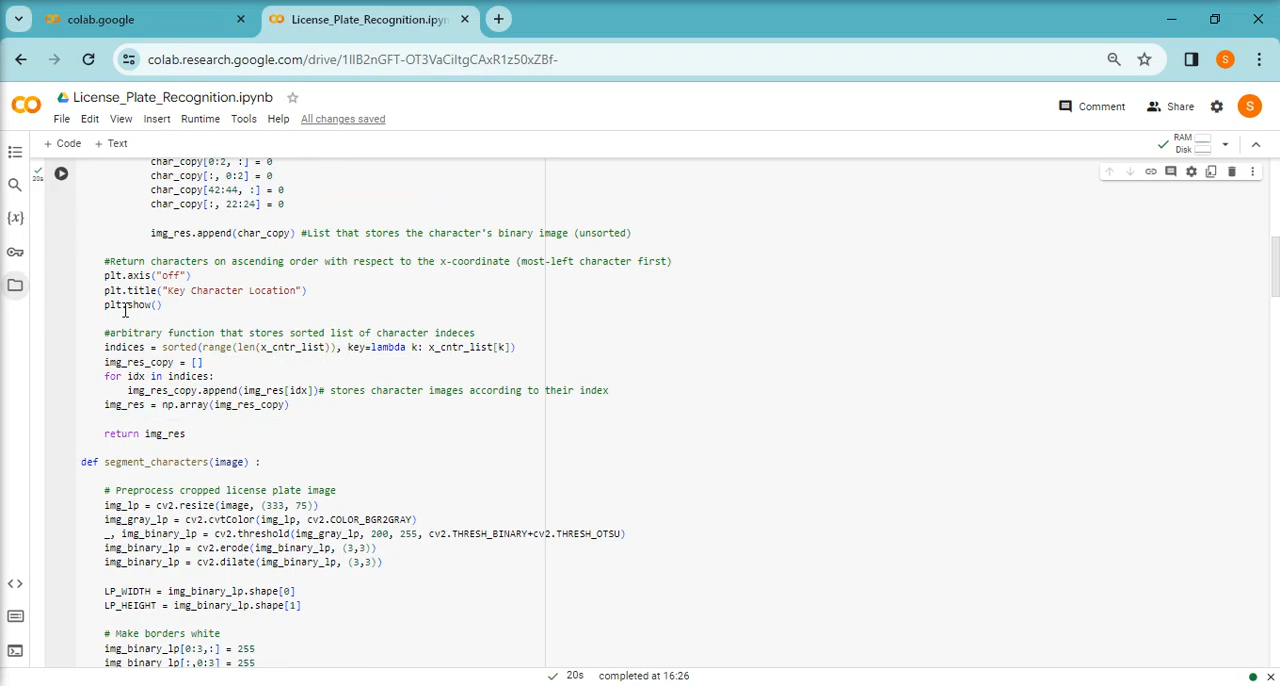 colab.google
License_Plate_Recognition.ipyn
colab.research.google.com/drive/1IIB2nGFT-OT3VaCiltgCAxR1z50xZBf-
S
License_Plate_Recognition.ipynb
Comment
Share
S
File Edit View Insert Runtime Tools Help All changes saved
+ Code + Text
RAM
Disk
{x}
20s
char_copy[0:2, :] = 0
char_copy[:, 0:2] = 0
char_copy[42:44, :] = 0
char_copy[:, 22:24] = 0
img_res.append(char_copy) #List that stores the character's binary image (unsorted)
#Return characters on ascending order with respect to the x-coordinate (most-left character first)
plt.axis("off")
plt.title("Key Character Location")
plt.show()
#arbitrary function that stores sorted list of character indeces
indices = sorted(range(len(x_cntr_list)), key=lambda k: x_cntr_list[k])
img_res_copy = []
for idx in indices:
img_res_copy.append(img_res[idx])# stores character images according to their index
img_res = np.array(img_res_copy)
return img_res
def segment_characters(image) :
# Preprocess cropped license plate image
img_lp = cv2.resize(image, (333, 75))
img_gray_lp = cv2.cvtColor(img_lp, cv2.COLOR_BGR2GRAY)
_, img_binary_lp = cv2.threshold(img_gray_lp, 200, 255, cv2.THRESH_BINARY+cv2.THRESH_OTSU)
img_binary_lp = cv2.erode(img_binary_lp, (3,3))
img_binary_lp = cv2.dilate(img_binary_lp, (3,3))
LP_WIDTH = img_binary_lp.shape[0]
LP_HEIGHT = img_binary_lp.shape[1]
# Make borders white
img_binary_lp[0:3,:] = 255
img_binary_lp[:,0:3] = 255
20s completed at 16:26